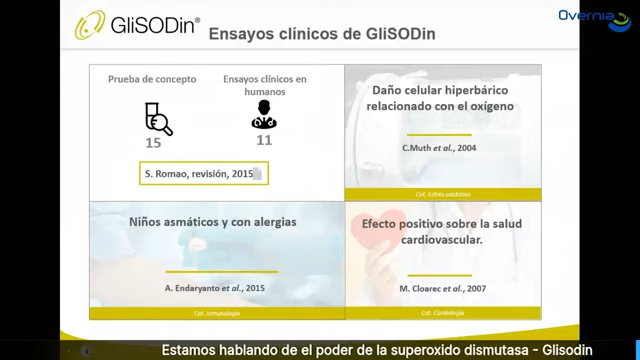 GliSODin®
Ensayos clínicos de GliSODin
Overnia
Prueba de concepto
15
Ensayos clínicos en
humanos
11
S. Romao, revisión, 2015
Daño celular hiperbárico
relacionado con el oxígeno
C.Muth et al., 2004
Cat. Estrés oxidativo
Niños asmáticos y con alergias
A. Endaryanto et al., 2015
Cat. Inmunología
Efecto positivo sobre la salud
cardiovascular.
M. Cloarec et al., 2007
Cat. Cardiología
Estamos hablando de el poder de la superoxido dismutasa - Glisodin